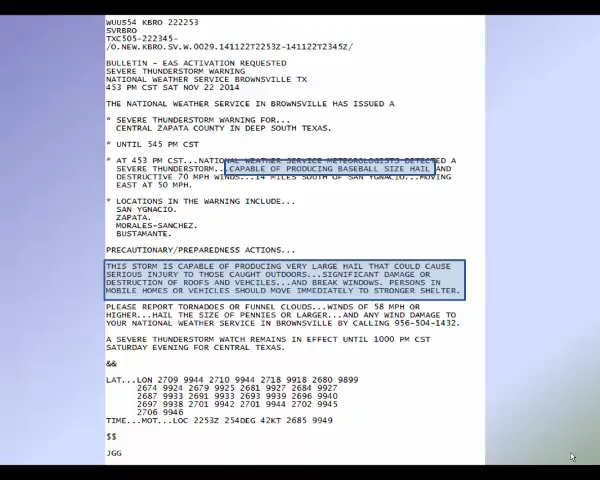 WUUS54 KBRO 222253
SVRBRO
TXC505-222345-
/O.NEW.KBRO.SV.W.0029.141122T2253Z-141122T2345Z/
BULLETIN - EAS ACTIVATION REQUESTED
SEVERE THUNDERSTORM WARNING
NATIONAL WEATHER SERVICE BROWNSVILLE TX
453 PM CST SAT NOV 22 2014
THE NATIONAL WEATHER SERVICE IN BROWNSVILLE HAS ISSUED A
* SEVERE THUNDERSTORM WARNING FOR...
CENTRAL ZAPATA COUNTY IN DEEP SOUTH TEXAS.
* UNTIL 545 PM CST
* AT 453 PM CST...NATIONAL WEATHER SERVICE METEOROLOGISTS DETECTED A
SEVERE THUNDERSTORM...CAPABLE OF PRODUCING BASEBALL SIZE HAIL AND
DESTRUCTIVE 70 MPH WINDS...14 MILES SOUTH OF SAN YGNACIO...MOVING
EAST AT 50 MPH.
* LOCATIONS IN THE WARNING INCLUDE...
SAN YGNACIO.
ZAPATA.
MORALES-SANCHEZ.
BUSTAMANTE.
PRECAUTIONARY/PREPAREDNESS ACTIONS...
THIS STORM IS CAPABLE OF PRODUCING VERY LARGE HAIL THAT COULD CAUSE
SERIOUS INJURY TO THOSE CAUGHT OUTDOORS...SIGNIFICANT DAMAGE OR
DESTRUCTION OF ROOFS AND VEHCILES...AND BREAK WINDOWS. PERSONS IN
MOBILE HOMES OR VEHICLES SHOULD MOVE IMMEDIATELY TO STRONGER SHELTER.
PLEASE REPORT TORNADOES OR FUNNEL CLOUDS...WINDS OF 58 MPH OR
HIGHER...HAIL THE SIZE OF PENNIES OR LARGER...AND ANY WIND DAMAGE TO
YOUR NATIONAL WEATHER SERVICE IN BROWNSVILLE BY CALLING 956-504-1432.
A SEVERE THUNDERSTORM WATCH REMAINS IN EFFECT UNTIL 1000 PM CST
SATURDAY EVENING FOR CENTRAL TEXAS.
&&
LAT...LON 2709 9944 2710 9944 2718 9918 2680 9899
2674 9924 2679 9925 2681 9927 2684 9927
2687 9933 2691 9933 2693 9939 2696 9940
2697 9938 2701 9942 2701 9944 2702 9945
2706 9946
TIME...MOT...LOC 2253Z 254DEG 42KT 2685 9949
$$
JGG